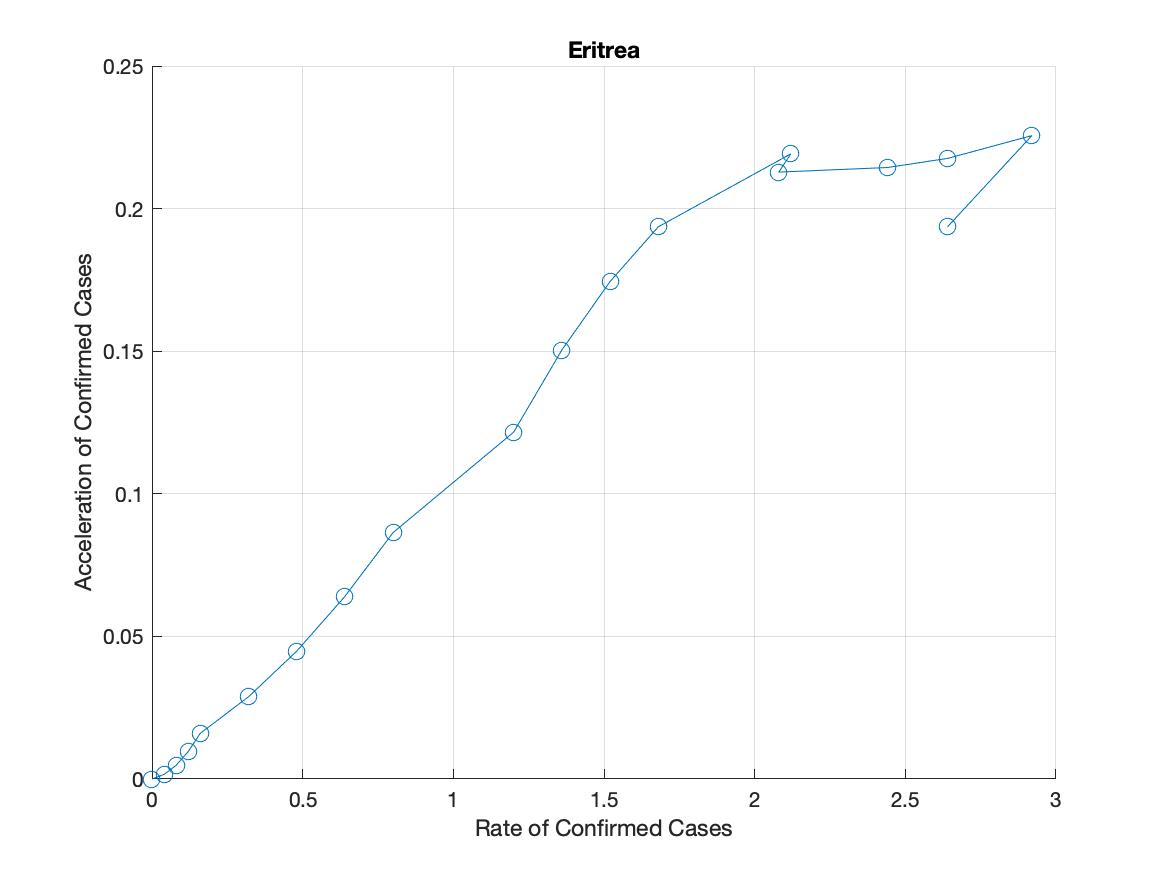 Eritrea
0.25
0.2
0.15
0.1
0.05
0
0 0.5 1 1.5 2 2.5 3
Acceleration of Confirmed Cases
Rate of Confirmed Cases